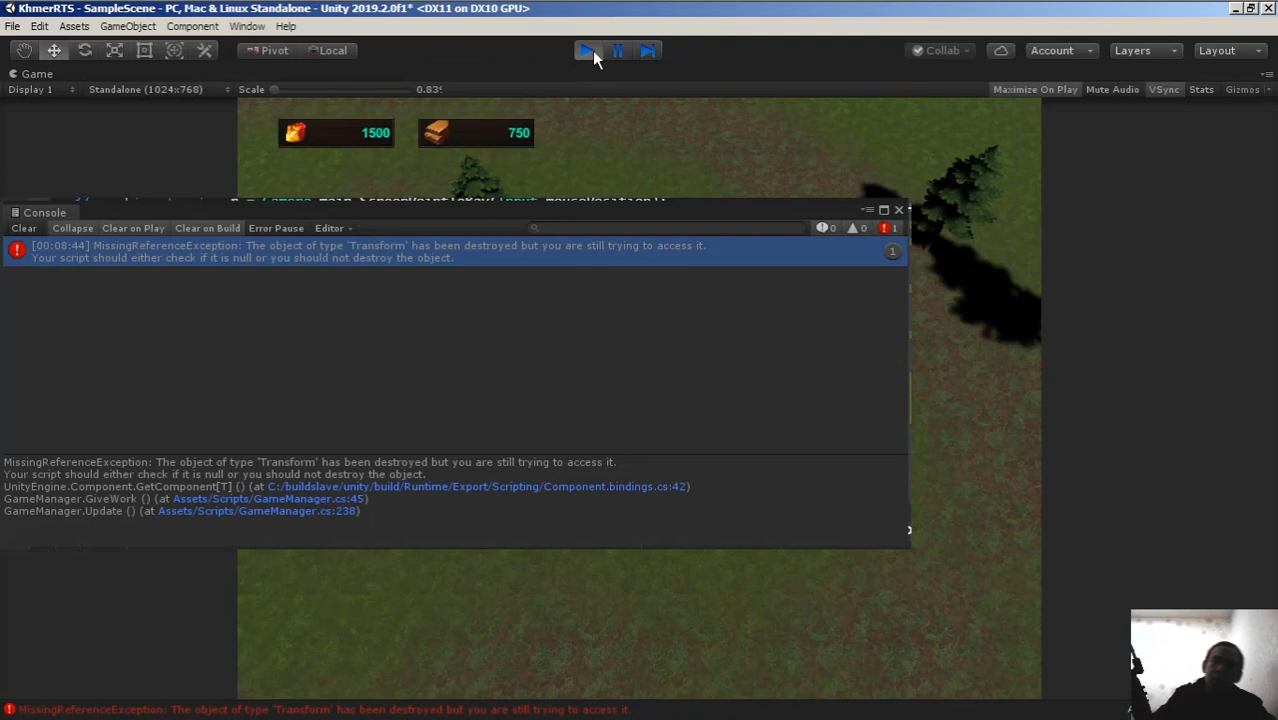 KhmerRTS - SampleScene - PC, Mac & Linux Standalone - Unity 2019.2.0f1* <DX11 on DX10 GPU>
File Edit Assets GameObject Component Window Help
Pivot Local Collab Account Layers Layout
Game
Display 1 Standalone (1024x768) Scale 0.83 Maximize On Play Mute Audio VSync Stats Gizmos
1500 750
Console
Clear Collapse Clear on Play Clear on Build Error Pause Editor 0 0 1
[00:08:44] MissingReferenceException: The object of type 'Transform' has been destroyed but you are still trying to access it.
Your script should either check if it is null or you should not destroy the object.
1
MissingReferenceException: The object of type 'Transform' has been destroyed but you are still trying to access it.
Your script should either check if it is null or you should not destroy the object.
UnityEngine.Component.GetComponent[T] () (at C:/buildslave/unity/build/Runtime/Export/Scripting/Component.bindings.cs:42)
GameManager.GiveWork () (at Assets/Scripts/GameManager.cs:45)
GameManager.Update () (at Assets/Scripts/GameManager.cs:238)
MissingReferenceException: The object of type 'Transform' has been destroyed but you are still trying to access it.